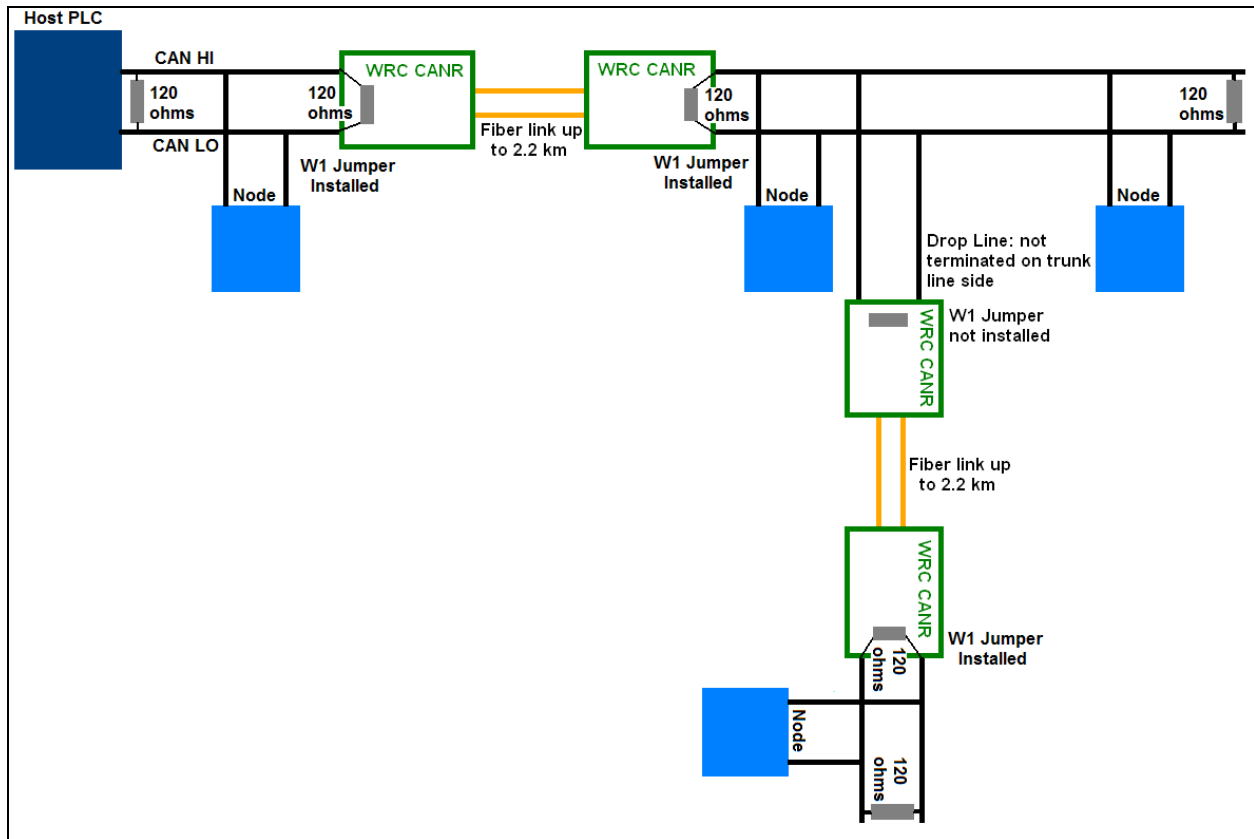 Host PLC
CAN HI
120
ohms
CAN LO
120
ohms
WRC CANR
W1 Jumper
Installed
Fiber link up
to 2.2 km
WRC CANR
120
ohms
W1 Jumper
Installed
120
ohms
Node
Node
Node
Drop Line: not
terminated on trunk
line side
W1 Jumper
not installed
WRC CANR
Fiber link up
to 2.2 km
WRC CANR
W1 Jumper
Installed
120
ohms
Node
120
ohms